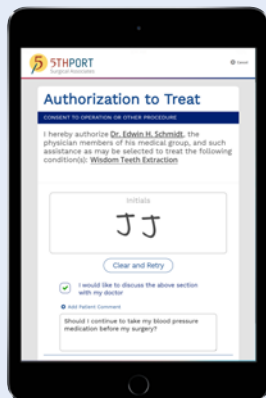 5 5THPORT
Surgical Associates
Cancel
Authorization to Treat
CONSENT TO OPERATION OR OTHER PROCEDURE
I hereby authorize Dr. Edwin H. Schmidt, the
physician members of his medical group, and such
assistance as may be selected to treat the following
condition(s): Wisdom Teeth Extraction
Initials
JJ
Clear and Retry
I would like to discuss the above section
with my doctor
Add Patient Comment
Should I continue to take my blood pressure
medication before my surgery?